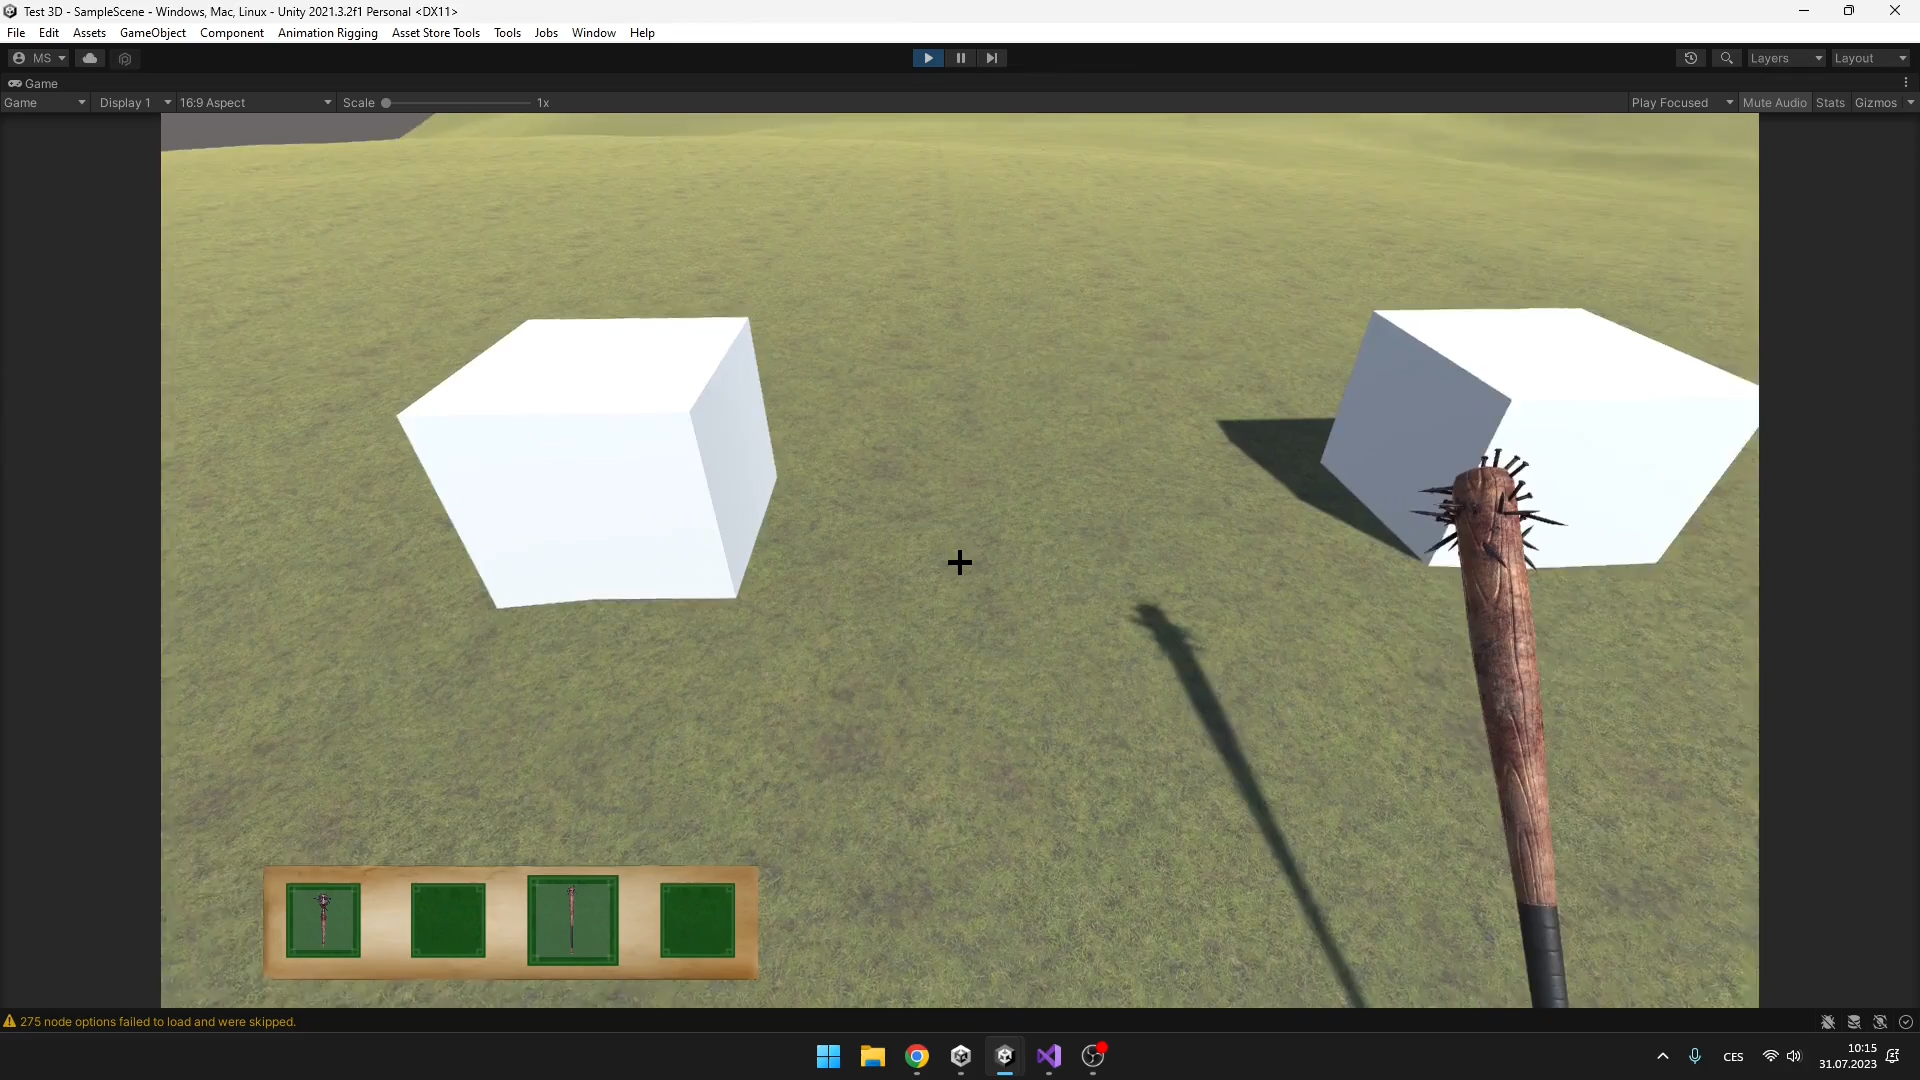 Test 3D - SampleScene - Windows, Mac, Linux - Unity 2021.3.2f1 Personal <DX11>
File Edit Assets GameObject Component Animation Rigging Asset Store Tools Tools Jobs Window Help
MS Layers Layout
Game
Game Display 1 16:9 Aspect Scale 1x Play Focused Mute Audio Stats Gizmos
275 node options failed to load and were skipped.
CES 10:15
31.07.2023